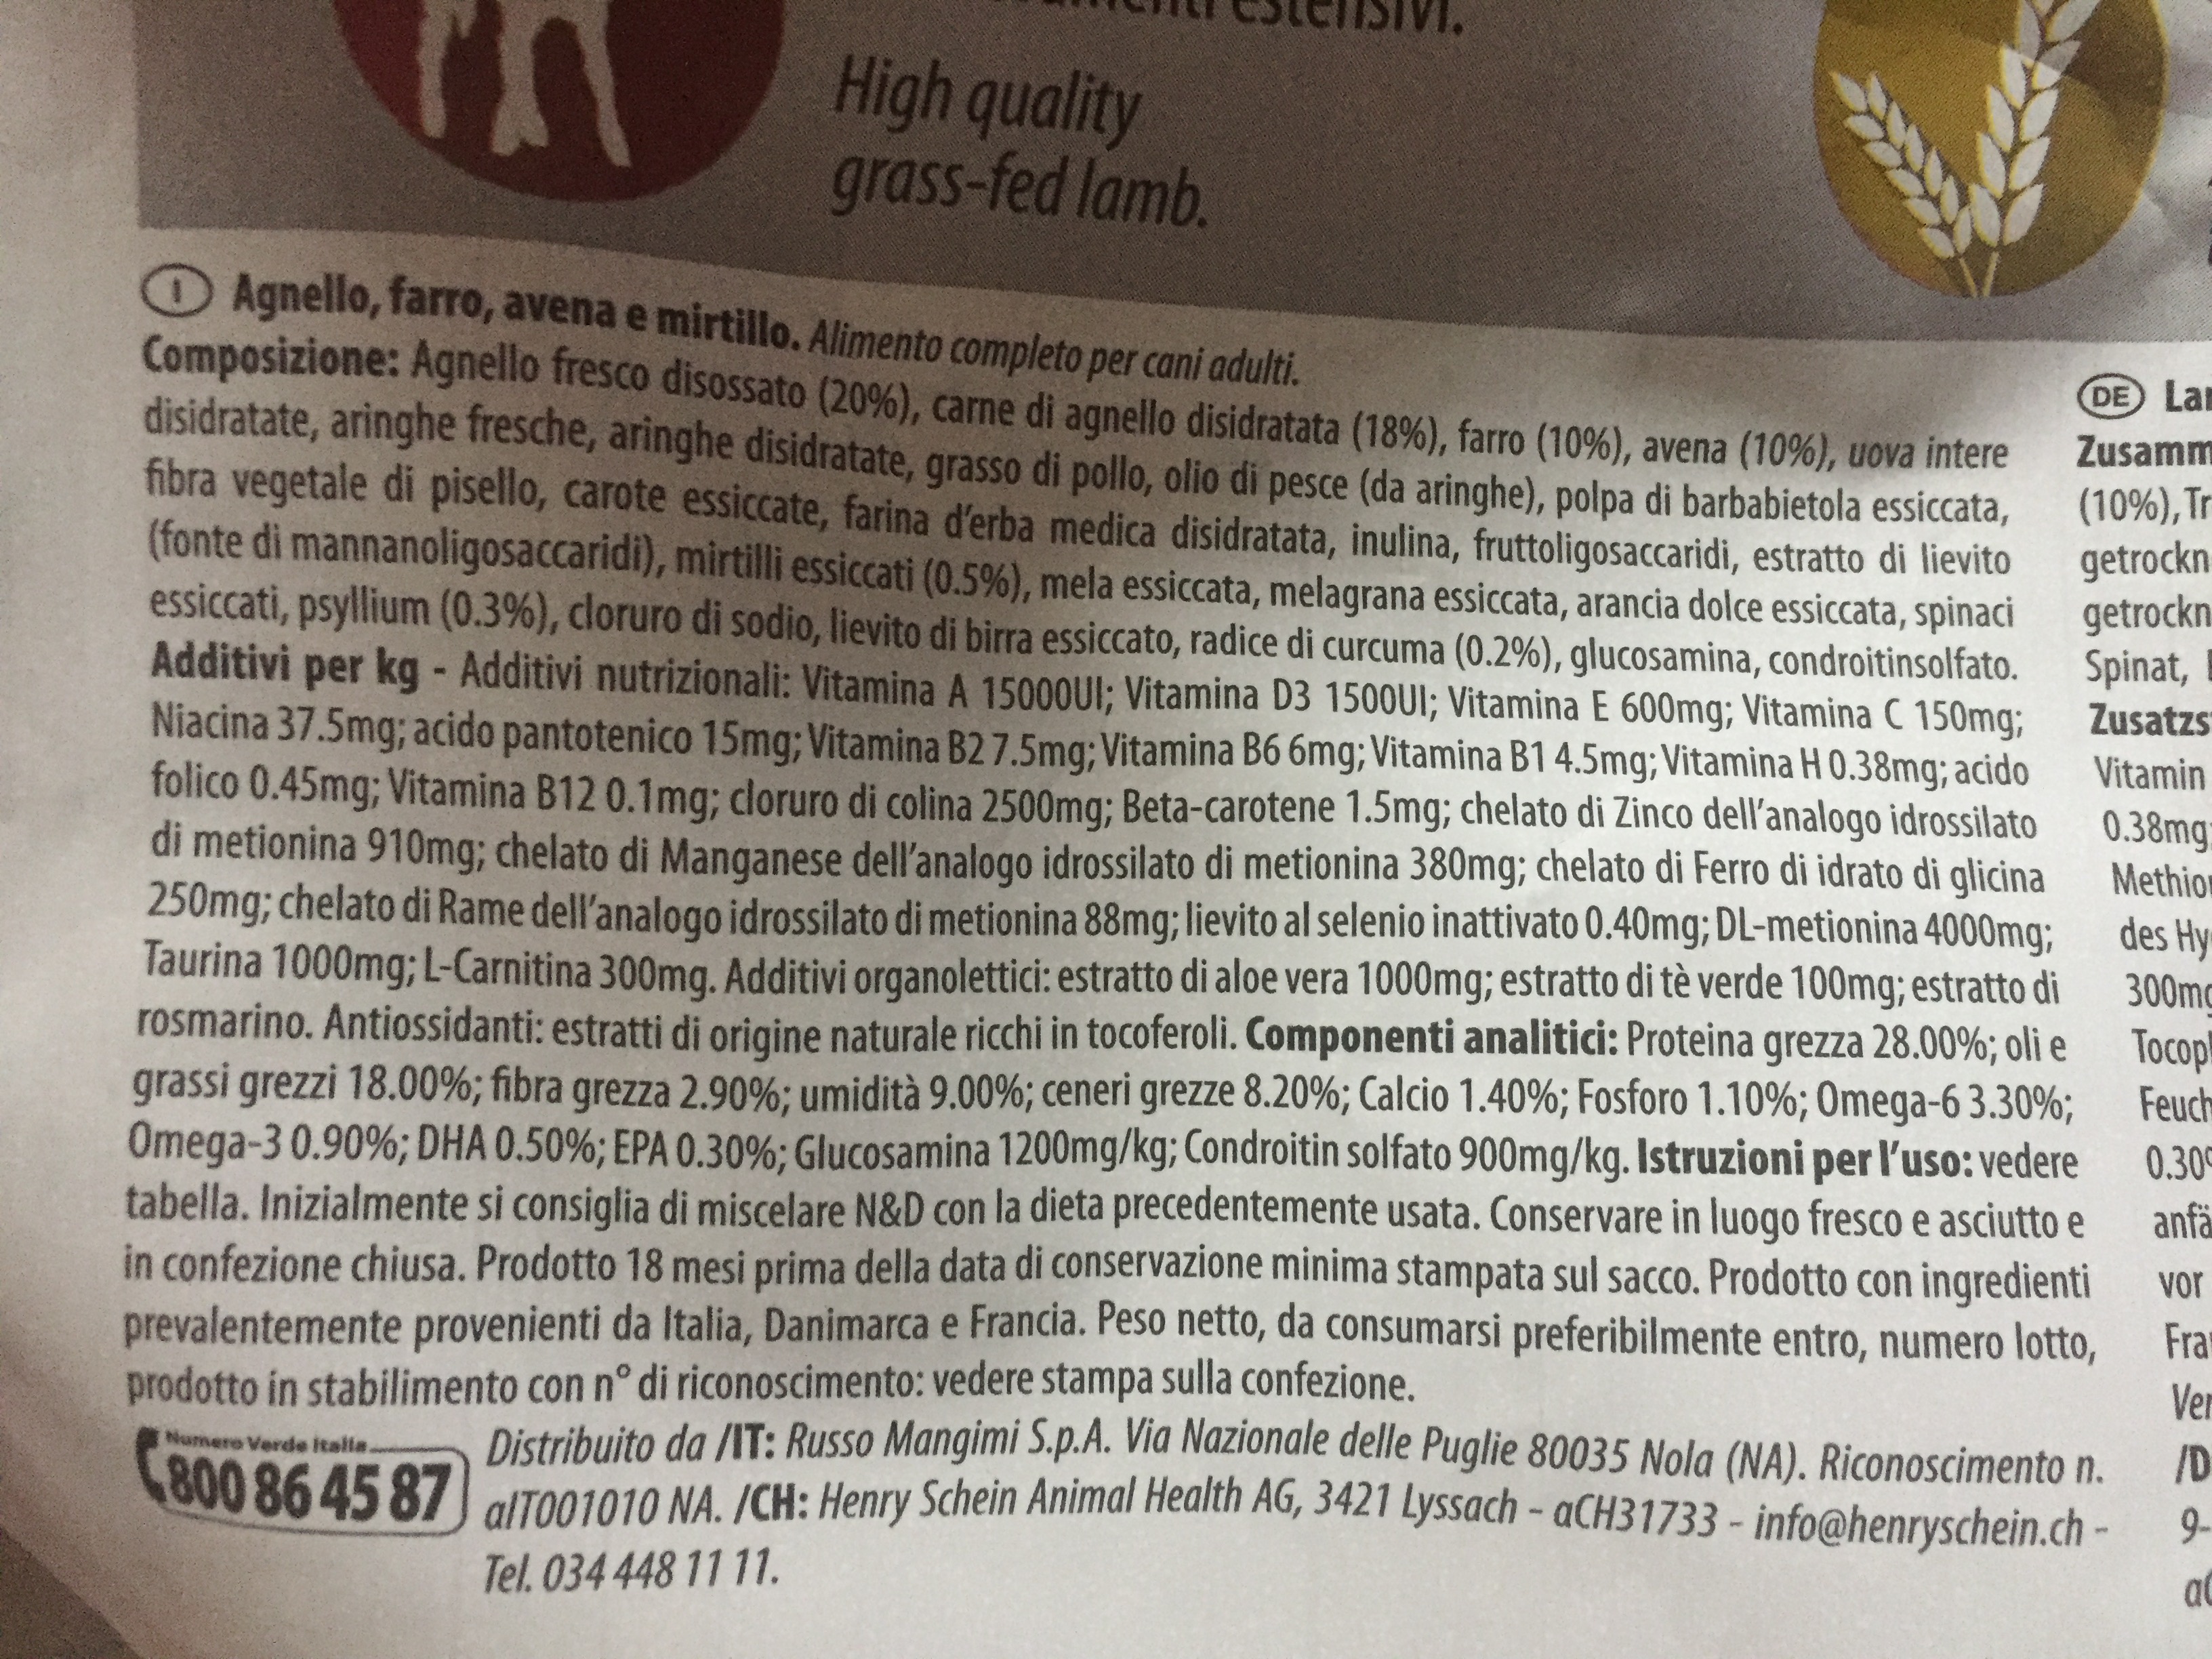 estensivi.
High quality
grass-fed lamb.
I Agnello, farro, avena e mirtillo. Alimento completo per cani adulti.
Composizione: Agnello fresco disossato (20%), carne di agnello disidratata (18%), farro (10%), avena (10%), uova intere
disidratate, aringhe fresche, aringhe disidratate, grasso di pollo, olio di pesce (da aringhe), polpa di barbabietola essiccata,
fibra vegetale di pisello, carote essiccate, farina d'erba medica disidratata, inulina, fruttoligosaccaridi, estratto di lievito
(fonte di mannanoligosaccaridi), mirtilli essiccati (0.5%), mela essiccata, melagrana essiccata, arancia dolce essiccata, spinaci
essiccati, psyllium (0.3%), cloruro di sodio, lievito di birra essiccato, radice di curcuma (0.2%), glucosamina, condroitinsolfato.
Additivi per kg - Additivi nutrizionali: Vitamina A 15000UI; Vitamina D3 1500UI; Vitamina E 600mg; Vitamina C 150mg;
Niacina 37.5mg; acido pantotenico 15mg; Vitamina B2 7.5mg; Vitamina B6 6mg; Vitamina B1 4.5mg; Vitamina H 0.38mg; acido
folico 0.45mg; Vitamina B12 0.1mg; cloruro di colina 2500mg; Beta-carotene 1.5mg; chelato di Zinco dell'analogo idrossilato
di metionina 910mg; chelato di Manganese dell'analogo idrossilato di metionina 380mg; chelato di Ferro di idrato di glicina
250mg; chelato di Rame dell'analogo idrossilato di metionina 88mg; lievito al selenio inattivato 0.40mg; DL-metionina 4000mg;
Taurina 1000mg; L-Carnitina 300mg. Additivi organolettici: estratto di aloe vera 1000mg; estratto di tè verde 100mg; estratto di
rosmarino. Antiossidanti: estratti di origine naturale ricchi in tocoferoli. Componenti analitici: Proteina grezza 28.00%; oli e
grassi grezzi 18.00%; fibra grezza 2.90%; umidità 9.00%; ceneri grezze 8.20%; Calcio 1.40%; Fosforo 1.10%; Omega-6 3.30%;
Omega-3 0.90%; DHA 0.50%; EPA 0.30%; Glucosamina 1200mg/kg; Condroitin solfato 900mg/kg. Istruzioni per l'uso: vedere
tabella. Inizialmente si consiglia di miscelare N&D con la dieta precedentemente usata. Conservare in luogo fresco e asciutto e
in confezione chiusa. Prodotto 18 mesi prima della data di conservazione minima stampata sul sacco. Prodotto con ingredienti
prevalentemente provenienti da Italia, Danimarca e Francia. Peso netto, da consumarsi preferibilmente entro, numero lotto,
prodotto in stabilimento con n° di riconoscimento: vedere stampa sulla confezione.
Numero Verde Italia
800 86 45 87
Distribuito da /IT: Russo Mangimi S.p.A. Via Nazionale delle Puglie 80035 Nola (NA). Riconoscimento n.
aIT001010 NA. /CH: Henry Schein Animal Health AG, 3421 Lyssach - aCH31733 - info@henryschein.ch -
Tel. 034 448 11 11.
DE
(10%),
Spinat,
Vitamin
0.38mg
des
vor
/D
9-